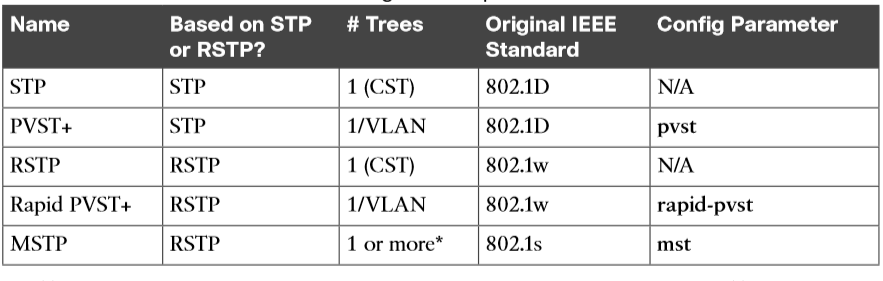 Name Based on STP or RSTP? # Trees Original IEEE Standard Config Parameter
STP STP 1 (CST) 802.1D N/A
PVST+ STP 1/VLAN 802.1D pvst
RSTP RSTP 1 (CST) 802.1w N/A
Rapid PVST+ RSTP 1/VLAN 802.1w rapid-pvst
MSTP RSTP 1 or more* 802.1s mst